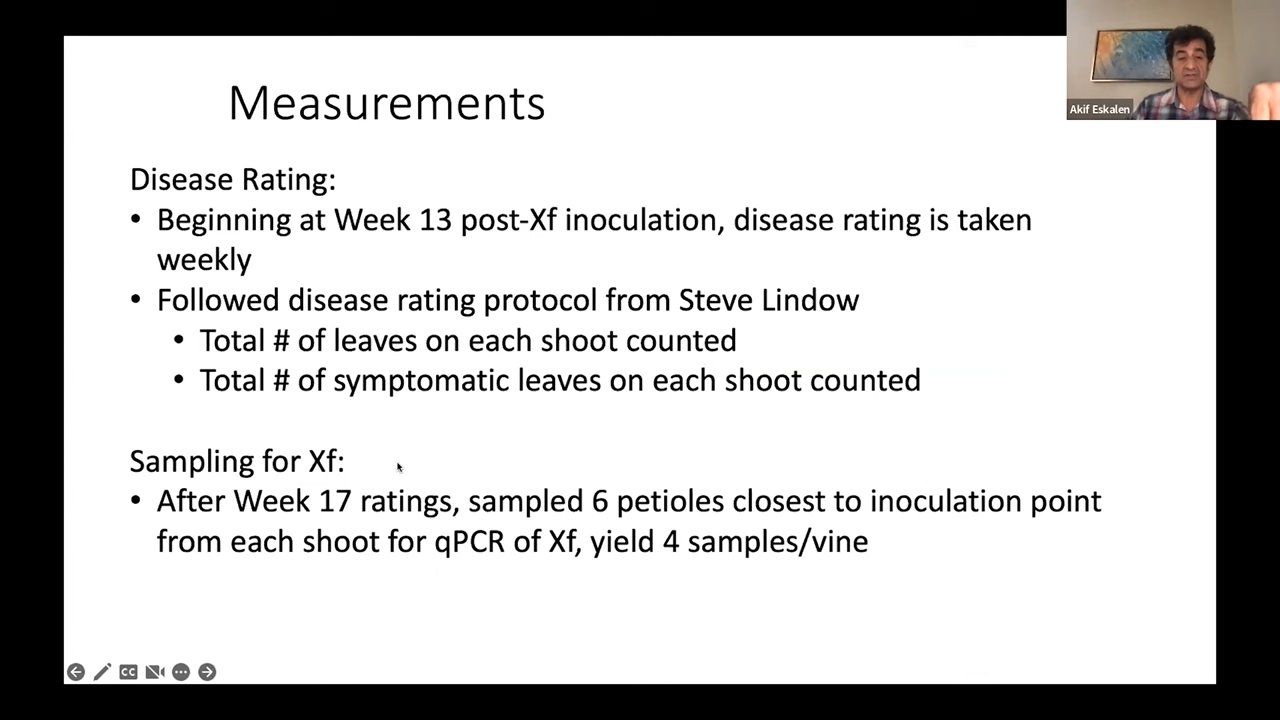 Measurements
Akif Eskalen
Disease Rating:
• Beginning at Week 13 post-Xf inoculation, disease rating is taken
weekly
• Followed disease rating protocol from Steve Lindow
• Total # of leaves on each shoot counted
• Total # of symptomatic leaves on each shoot counted
Sampling for Xf:
• After Week 17 ratings, sampled 6 petioles closest to inoculation point
from each shoot for qPCR of Xf, yield 4 samples/vine
CC